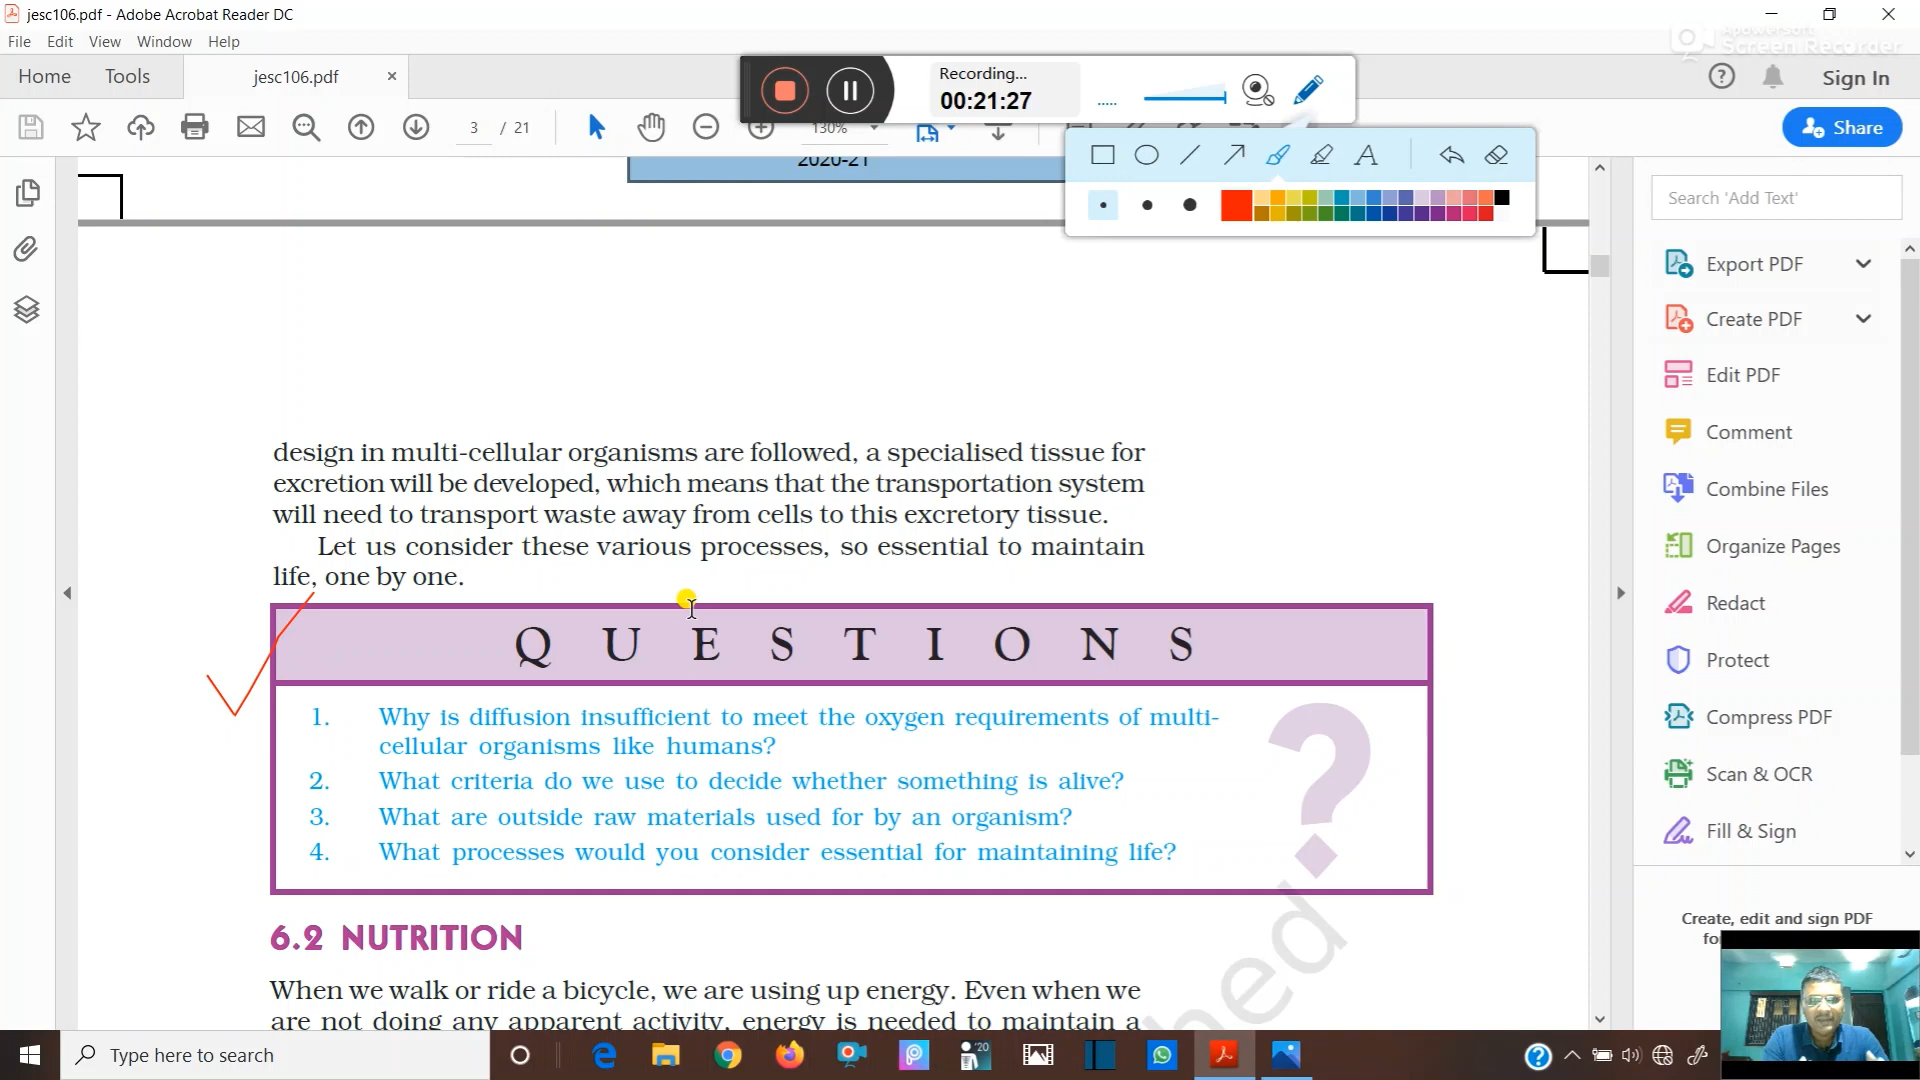 jesc106.pdf - Adobe Acrobat Reader DC
File Edit View Window Help
Apowersoft
Screen Recorder
Home Tools jesc106.pdf ×
Recording...
00:21:27
Sign In
3 / 21
130%
Share
2020-21
A
Search 'Add Text'
Export PDF
Create PDF
Edit PDF
Comment
Combine Files
Organize Pages
Redact
Protect
Compress PDF
Scan & OCR
Fill & Sign
Create, edit and sign PDF
design in multi-cellular organisms are followed, a specialised tissue for
excretion will be developed, which means that the transportation system
will need to transport waste away from cells to this excretory tissue.
Let us consider these various processes, so essential to maintain
life, one by one.
QUESTIONS
1. Why is diffusion insufficient to meet the oxygen requirements of multi-
cellular organisms like humans?
2. What criteria do we use to decide whether something is alive?
3. What are outside raw materials used for by an organism?
4. What processes would you consider essential for maintaining life?
?
hed
6.2 NUTRITION
When we walk or ride a bicycle, we are using up energy. Even when we
are not doing any apparent activity, energy is needed to maintain a
Type here to search